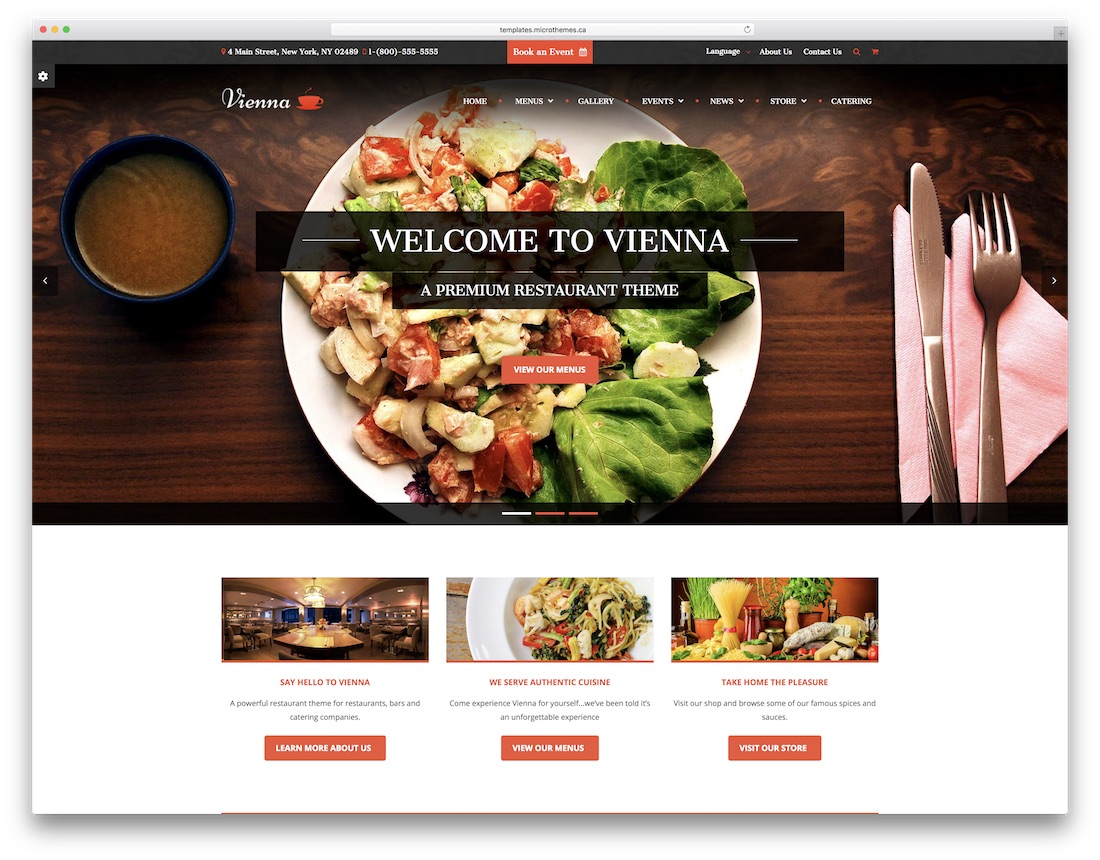 templates.microthemes.ca
4 Main Street, New York, NY 02489 1-(800)-555-5555
Book an Event
Language About Us Contact Us
Vienna
HOME MENUS GALLERY EVENTS NEWS STORE CATERING
WELCOME TO VIENNA
A PREMIUM RESTAURANT THEME
VIEW OUR MENUS
SAY HELLO TO VIENNA
A powerful restaurant theme for restaurants, bars and
catering companies.
LEARN MORE ABOUT US
WE SERVE AUTHENTIC CUISINE
Come experience Vienna for yourself...we've been told it's
an unforgettable experience
VIEW OUR MENUS
TAKE HOME THE PLEASURE
Visit our shop and browse some of our famous spices and
sauces.
VISIT OUR STORE